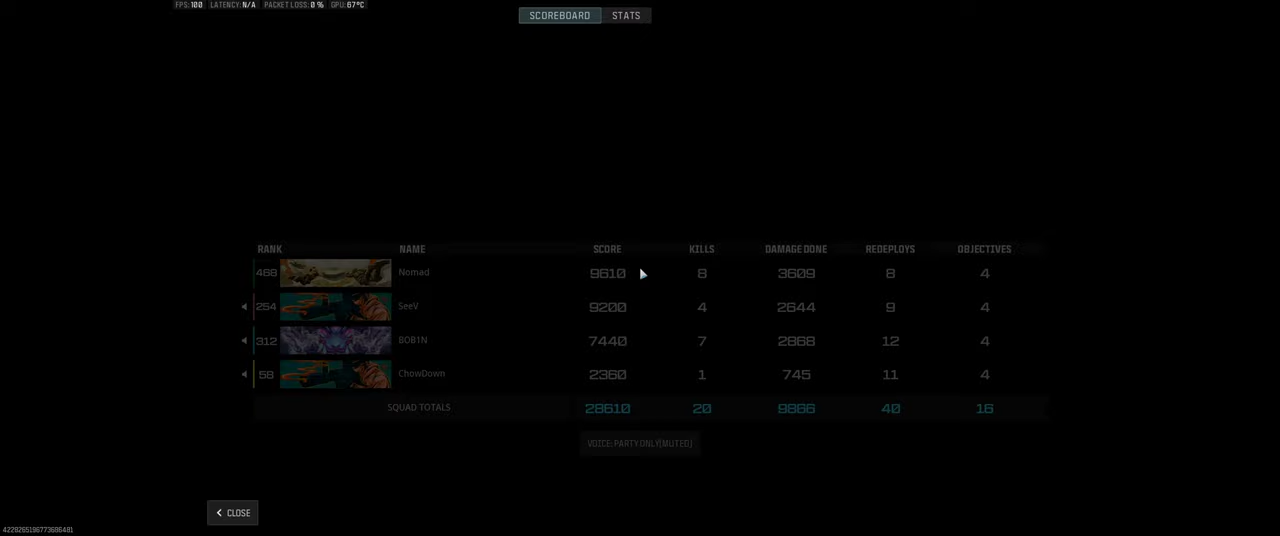 FPS: 100 LATENCY: N/A PACKET LOSS: 0 % GPU: 67°C
SCOREBOARD STATS
RANK NAME SCORE KILLS DAMAGE DONE REDEPLOYS OBJECTIVES
468 Nomad 9610 8 3609 8 4
254 SeeV 9200 4 2644 9 4
312 BOB1N 7440 7 2868 12 4
58 ChowDown 2360 1 745 11 4
SQUAD TOTALS 28610 20 9866 40 16
VOICE: PARTY ONLY(MUTED)
CLOSE
4228265196773686481